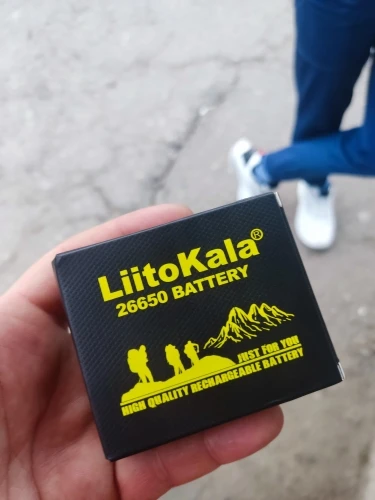 LiitoKala®
26650 BATTERY
JUST FOR YOU
HIGH QUALITY RECHARGEABLE BATTERY